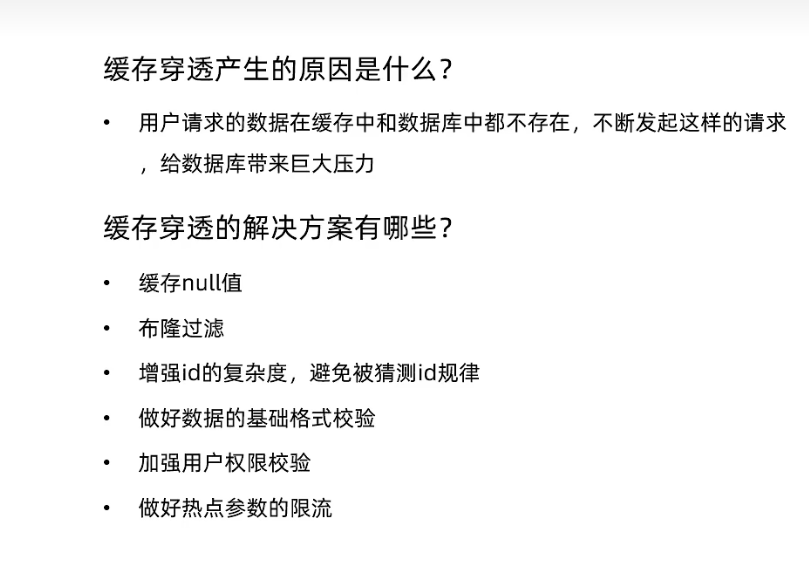 缓存穿透产生的原因是什么？
• 用户请求的数据在缓存中和数据库中都不存在，不断发起这样的请求
，给数据库带来巨大压力
缓存穿透的解决方案有哪些？
• 缓存null值
• 布隆过滤
• 增强id的复杂度，避免被猜测id规律
• 做好数据的基础格式校验
• 加强用户权限校验
• 做好热点参数的限流